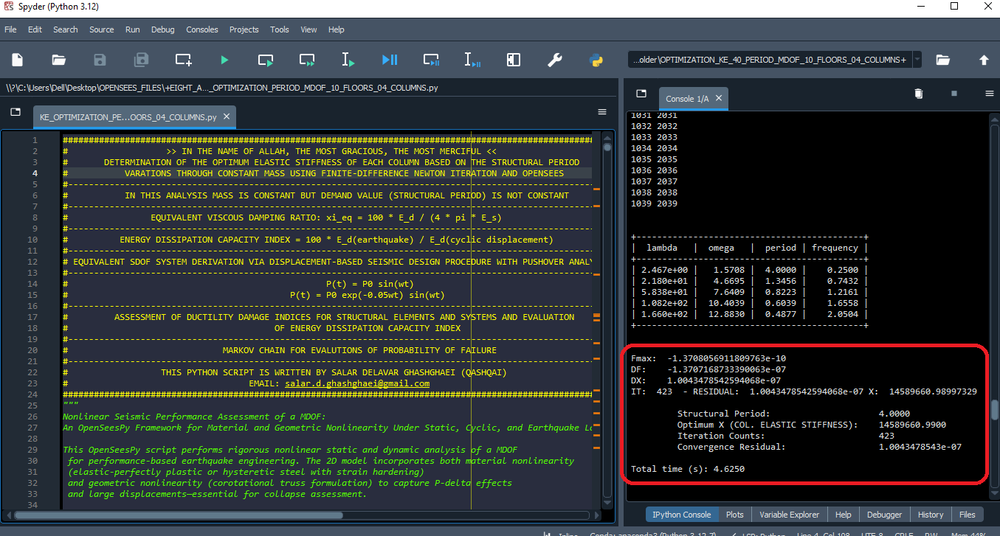 Spyder (Python 3.12)
File Edit Search Source Run Debug Consoles Projects Tools View Help
...older\OPTIMIZATION_KE_40_PERIOD_MDOF_10_FLOORS_04_COLUMNS+
\\?\C:\Users\Dell\Desktop\OPENSEES_FILES\+EIGHT_A..._OPTIMIZATION_PERIOD_MDOF_10_FLOORS_04_COLUMNS.py
KE_OPTIMIZATION_PE...OORS_04_COLUMNS.py
1 ######################################################################################################
2 # >> IN THE NAME OF ALLAH, THE MOST GRACIOUS, THE MOST MERCIFUL <<
3 # DETERMINATION OF THE OPTIMUM ELASTIC STIFFNESS OF EACH COLUMN BASED ON THE STRUCTURAL PERIOD
4 # VARATIONS THROUGH CONSTANT MASS USING FINITE-DIFFERENCE NEWTON ITERATION AND OPENSEES
5 #-----------------------------------------------------------------------------------------------------
6 # IN THIS ANALYSIS MASS IS CONSTANT BUT DEMAND VALUE (STRUCTURAL PERIOD) IS NOT CONSTANT
7 #-----------------------------------------------------------------------------------------------------
8 # EQUIVALENT VISCOUS DAMPING RATIO: xi_eq = 100 * E_d / (4 * pi * E_s)
9 #-----------------------------------------------------------------------------------------------------
10 # ENERGY DISSIPATION CAPACITY INDEX = 100 * E_d(earthquake) / E_d(cyclic displacement)
11 #-----------------------------------------------------------------------------------------------------
12 # EQUIVALENT SDOF SYSTEM DERIVATION VIA DISPLACEMENT-BASED SEISMIC DESIGN PROCEDURE WITH PUSHOVER ANALY
13 #-----------------------------------------------------------------------------------------------------
14 # P(t) = P0 sin(wt)
15 # P(t) = P0 exp(-0.05wt) sin(wt)
16 #-----------------------------------------------------------------------------------------------------
17 # ASSESSMENT OF DUCTILITY DAMAGE INDICES FOR STRUCTURAL ELEMENTS AND SYSTEMS AND EVALUATION
18 # OF ENERGY DISSIPATION CAPACITY INDEX
19 #-----------------------------------------------------------------------------------------------------
20 # MARKOV CHAIN FOR EVALUTIONS OF PROBABILITY OF FAILURE
21 #-----------------------------------------------------------------------------------------------------
22 # THIS PYTHON SCRIPT IS WRITTEN BY SALAR DELAVAR GHASHGHAEI (QASHQAI)
23 # EMAIL: salar.d.ghashghaei@gmail.com
24 ######################################################################################################
25 """
26 Nonlinear Seismic Performance Assessment of a MDOF:
27 An OpenSeesPy Framework for Material and Geometric Nonlinearity Under Static, Cyclic, and Earthquake Lo
28
29 This OpenSeesPy script performs rigorous nonlinear static and dynamic analysis of a MDOF
30 for performance-based earthquake engineering. The 2D model incorporates both material nonlinearity
31 (elastic-perfectly plastic or hysteretic steel with strain hardening)
32 and geometric nonlinearity (corotational truss formulation) to capture P-delta effects
33 and large displacements—essential for collapse assessment.
34
Console 1/A
1031 2031
1032 2032
1033 2033
1034 2034
1035 2035
1036 2036
1037 2037
1038 2038
1039 2039
+---------------------------------------------+
| lambda | omega | period | frequency |
+---------------------------------------------+
| 2.467e+00 | 1.5708 | 4.0000 | 0.2500 |
| 2.180e+01 | 4.6695 | 1.3456 | 0.7432 |
| 5.838e+01 | 7.6409 | 0.8223 | 1.2161 |
| 1.082e+02 | 10.4039 | 0.6039 | 1.6558 |
| 1.660e+02 | 12.8830 | 0.4877 | 2.0504 |
+---------------------------------------------+
Fmax: -1.3708056911809763e-10
DF: -1.3707168733390063e-07
DX: 1.0043478542594068e-07
IT: 423 - RESIDUAL: 1.0043478542594068e-07 X: 14589660.98997329
Structural Period: 4.0000
Optimum X (COL. ELASTIC STIFFNESS): 14589660.9900
Iteration Counts: 423
Convergence Residual: 1.0043478543e-07
Total time (s): 4.6250
IPython Console Plots Variable Explorer Help Debugger History Files